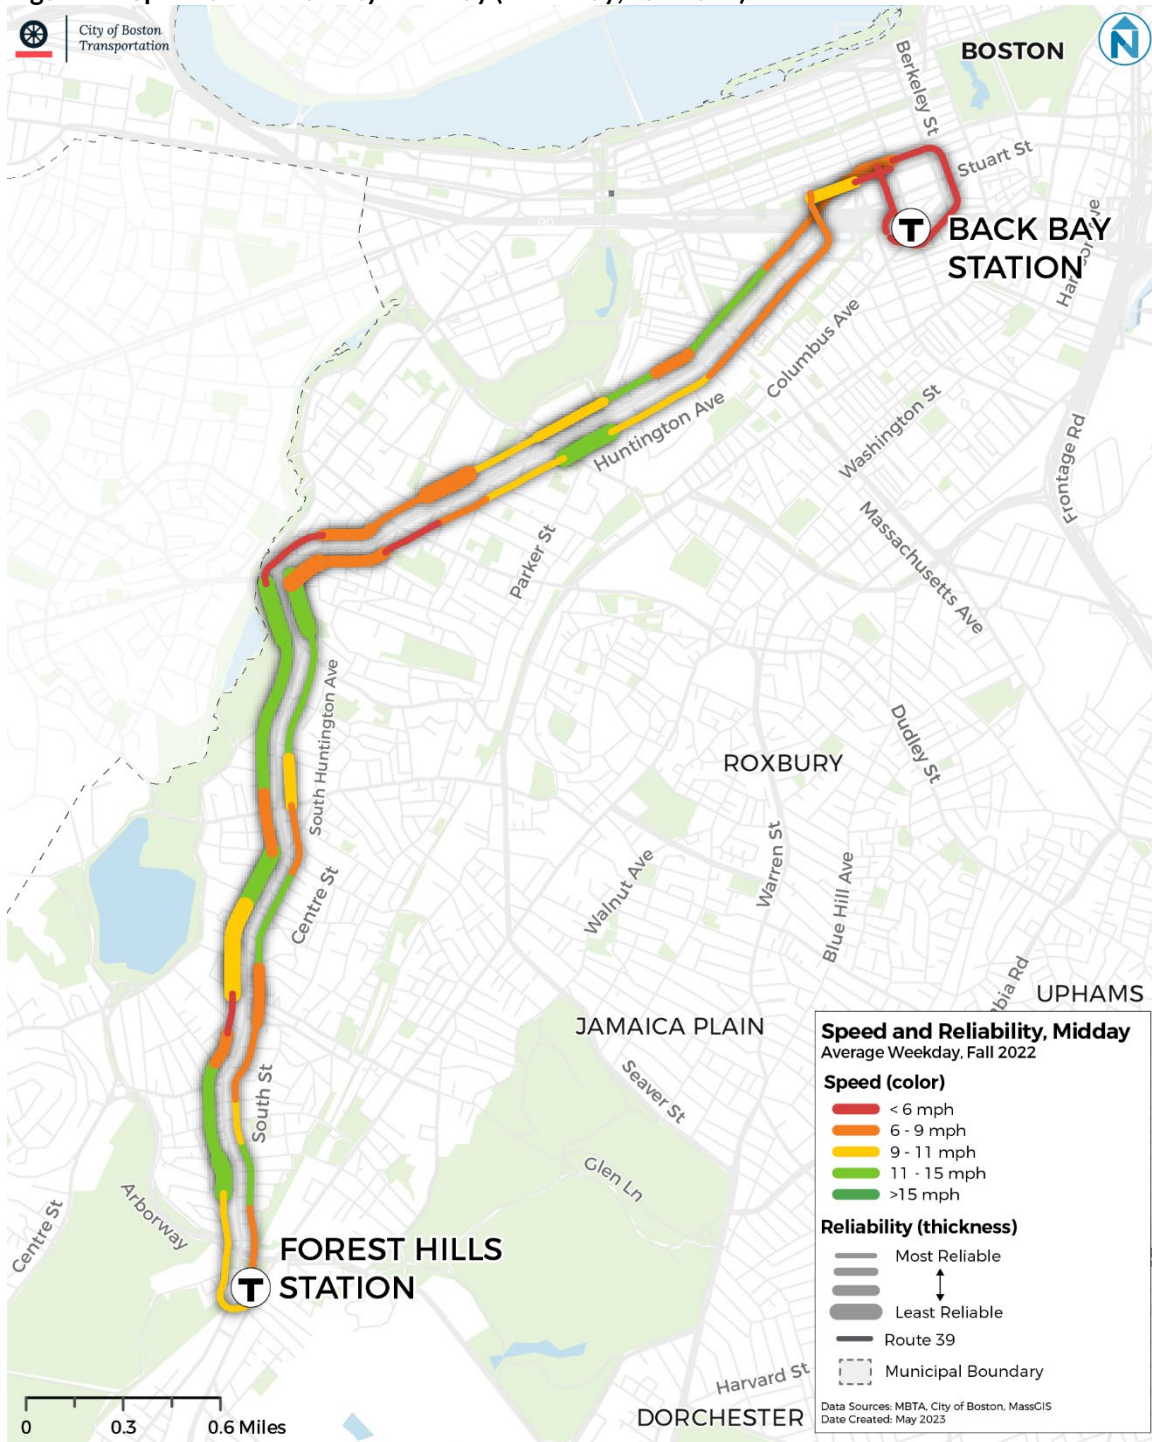 City of Boston
Transportation
N
BOSTON
Berkeley St
Stuart St
90
T
BACK BAY
STATION
Columbus Ave
Huntington Ave
Washington St
Frontage Rd
Massachusetts Ave
Parker St
South Huntington Ave
Dudley St
ROXBURY
Warren St
Walnut Ave
Blue Hill Ave
Centre St
UPHAMS
JAMAICA PLAIN
Seaver St
South St
Glen Ln
Arborway
Centre St
FOREST HILLS
STATION
T
Harvard St
DORCHESTER
0 0.3 0.6 Miles
Speed and Reliability, Midday
Average Weekday, Fall 2022
Speed (color)
< 6 mph
6 - 9 mph
9 - 11 mph
11 - 15 mph
>15 mph
Reliability (thickness)
Most Reliable
Least Reliable
Route 39
Municipal Boundary
Data Sources: MBTA, City of Boston, MassGIS
Date Created: May 2023